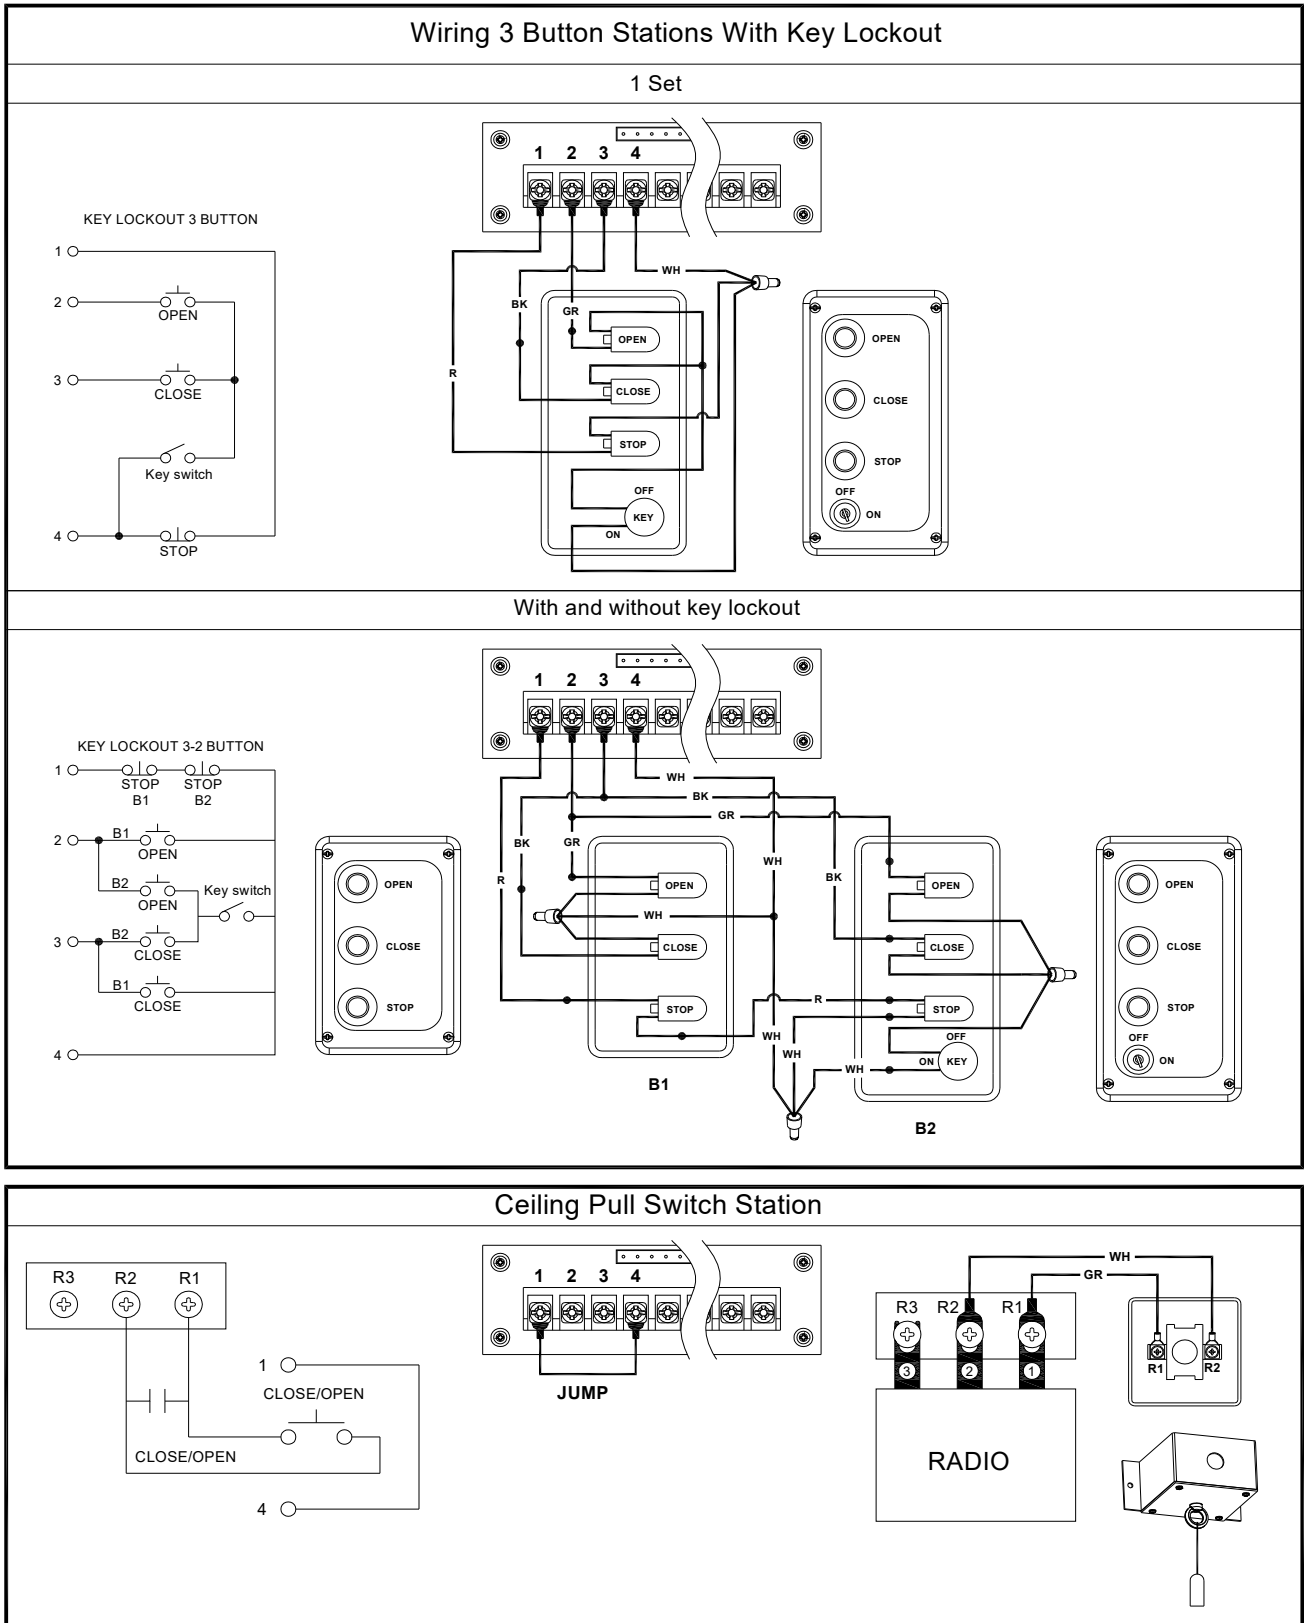 Wiring 3 Button Stations With Key Lockout
1 Set
1 2 3 4
KEY LOCKOUT 3 BUTTON
1
2
OPEN
3
CLOSE
Key switch
4
STOP
WH
BK
GR
R
OPEN
CLOSE
STOP
OFF
KEY
ON
OPEN
CLOSE
STOP
OFF
ON
With and without key lockout
1 2 3 4
KEY LOCKOUT 3-2 BUTTON
1
STOP STOP
B1 B2
2
B1
OPEN
B2
OPEN
Key switch
3
B2
CLOSE
B1
CLOSE
4
OPEN
CLOSE
STOP
WH
BK
GR
BK
GR
WH
R
BK
WH
OPEN
CLOSE
STOP
B1
R
WH
WH
WH
OPEN
CLOSE
STOP
OFF
ON KEY
B2
OPEN
CLOSE
STOP
OFF
ON
Ceiling Pull Switch Station
R3 R2 R1
1
CLOSE/OPEN
CLOSE/OPEN
4
1 2 3 4
JUMP
WH
GR
R3 R2 R1
3 2 1
RADIO
R1 R2